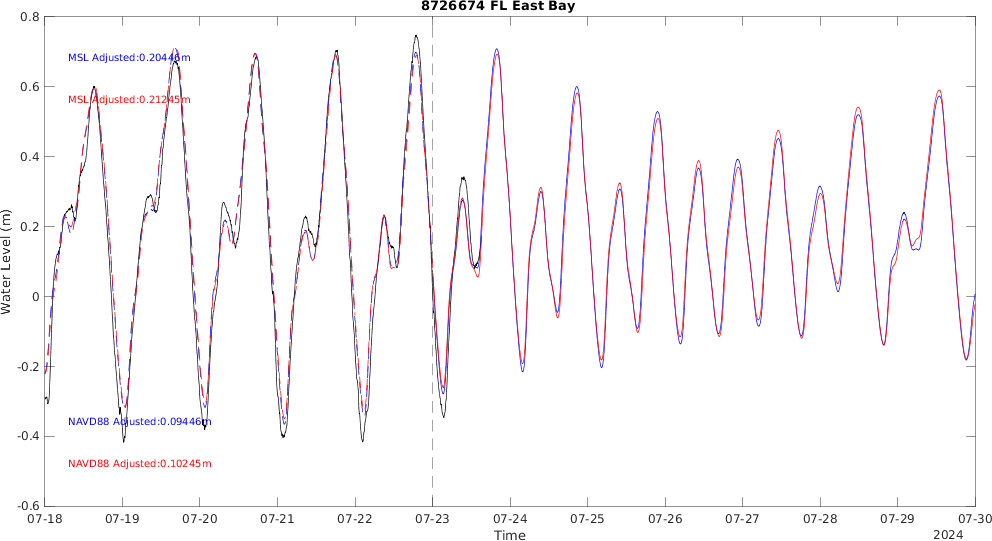 8726674 FL East Bay
0.8
MSL Adjusted:0.20446m
0.6
MSL Adjusted:0.21245m
0.4
0.2
Water Level (m)
0
-0.2
NAVD88 Adjusted:0.09446m
-0.4
NAVD88 Adjusted:0.10245m
-0.6
07-18 07-19 07-20 07-21 07-22 07-23 07-24 07-25 07-26 07-27 07-28 07-29 07-30
Time
2024